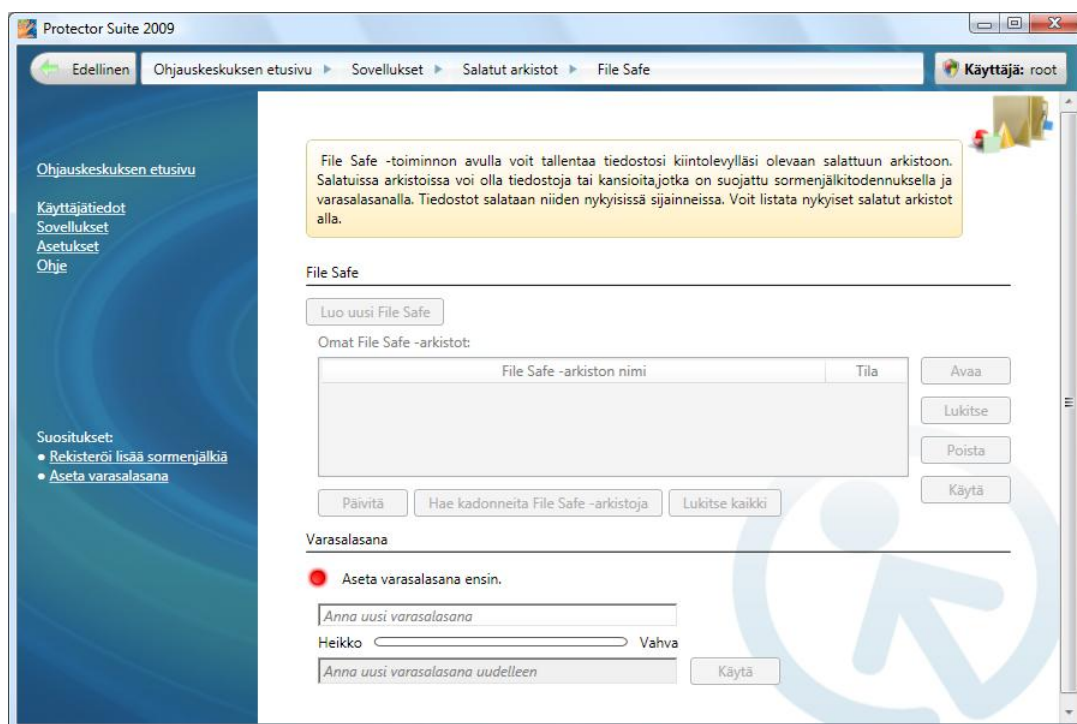 Protector Suite 2009
Edellinen
Ohjauskeskuksen etusivu
Sovellukset
Salatut arkistot
File Safe
Käyttäjä: root
Ohjauskeskuksen etusivu
Käyttäjätiedot
Sovellukset
Asetukset
Ohje
Suositukset:
Rekisteröi lisää sormenjälkiä
Aseta varasalasana
File Safe -toiminnon avulla voit tallentaa tiedostosi kiintolevylläsi olevaan salattuun arkistoon.
Salatuissa arkistoissa voi olla tiedostoja tai kansioita,jotka on suojattu sormenjälkitodennuksella ja
varasalasanalla. Tiedostot salataan niiden nykyisissä sijainneissa. Voit listata nykyiset salatut arkistot
alla.
File Safe
Luo uusi File Safe
Omat File Safe -arkistot:
File Safe -arkiston nimi
Tila
Avaa
Lukitse
Poista
Käytä
Päivitä
Hae kadonneita File Safe -arkistoja
Lukitse kaikki
Varasalasana
Aseta varasalasana ensin.
Anna uusi varasalasana
Heikko
Vahva
Anna uusi varasalasana uudelleen
Käytä